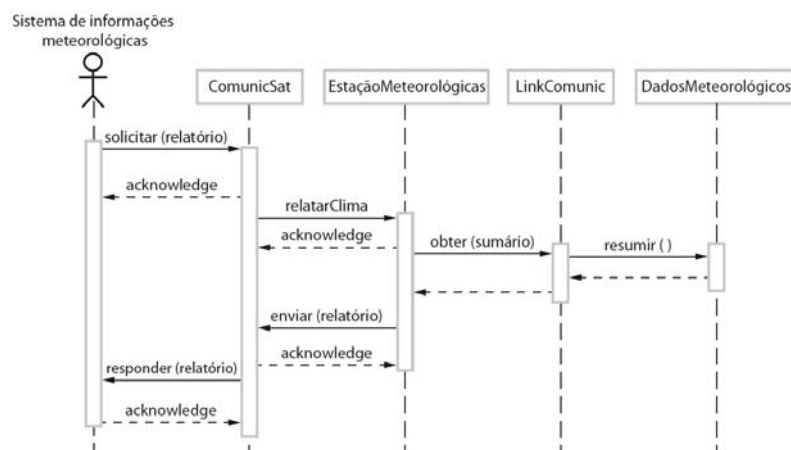 Sistema de informações
meteorológicas
ComunicSat
EstaçãoMeteorológicas
LinkComunic
DadosMeteorológicos
solicitar (relatório)
acknowledge
relatarClima
acknowledge
obter (sumário)
resumir ( )
enviar (relatório)
acknowledge
responder (relatório)
acknowledge